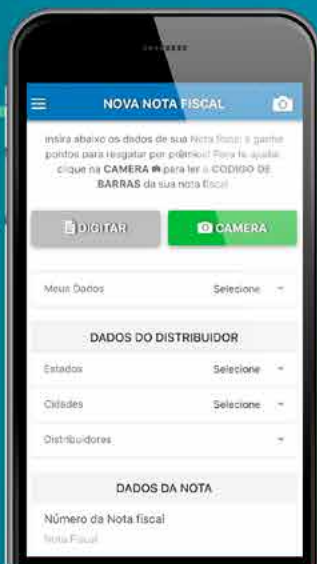 NOVA NOTA FISCAL
Insira abaixo os dados de sua Nota fiscal e ganhe
pontos para resgatar por prêmios! Para te ajudar
clique na CAMERA para ler o CODIGO DE
BARRAS da sua nota fiscal
DIGITAR
CAMERA
Meus Dados
Selecione
DADOS DO DISTRIBUIDOR
Estados
Selecione
Cidades
Selecione
Distribuidores
DADOS DA NOTA
Número da Nota fiscal
Nota Fiscal